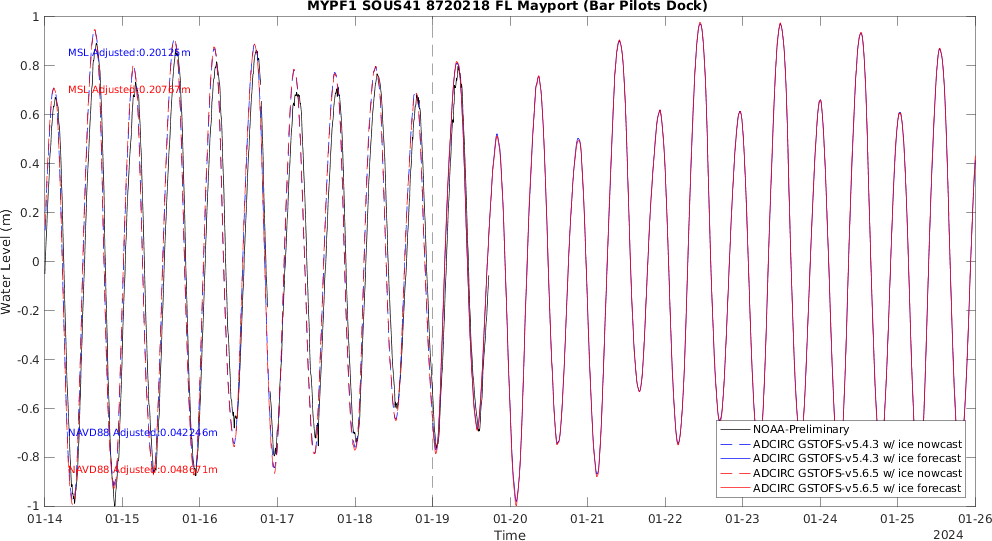 MYPF1 SOUS41 8720218 FL Mayport (Bar Pilots Dock)
Water Level (m)
1
0.8
0.6
0.4
0.2
0
-0.2
-0.4
-0.6
-0.8
-1
MSL Adjusted:0.20125m
MSL Adjusted:0.20767m
NAVD88 Adjusted:0.042246m
NAVD88 Adjusted:0.048671m
NOAA-Preliminary
ADCIRC GSTOFS-v5.4.3 w/ ice nowcast
ADCIRC GSTOFS-v5.4.3 w/ ice forecast
ADCIRC GSTOFS-v5.6.5 w/ ice nowcast
ADCIRC GSTOFS-v5.6.5 w/ ice forecast
01-14 01-15 01-16 01-17 01-18 01-19 01-20 01-21 01-22 01-23 01-24 01-25 01-26
Time
2024